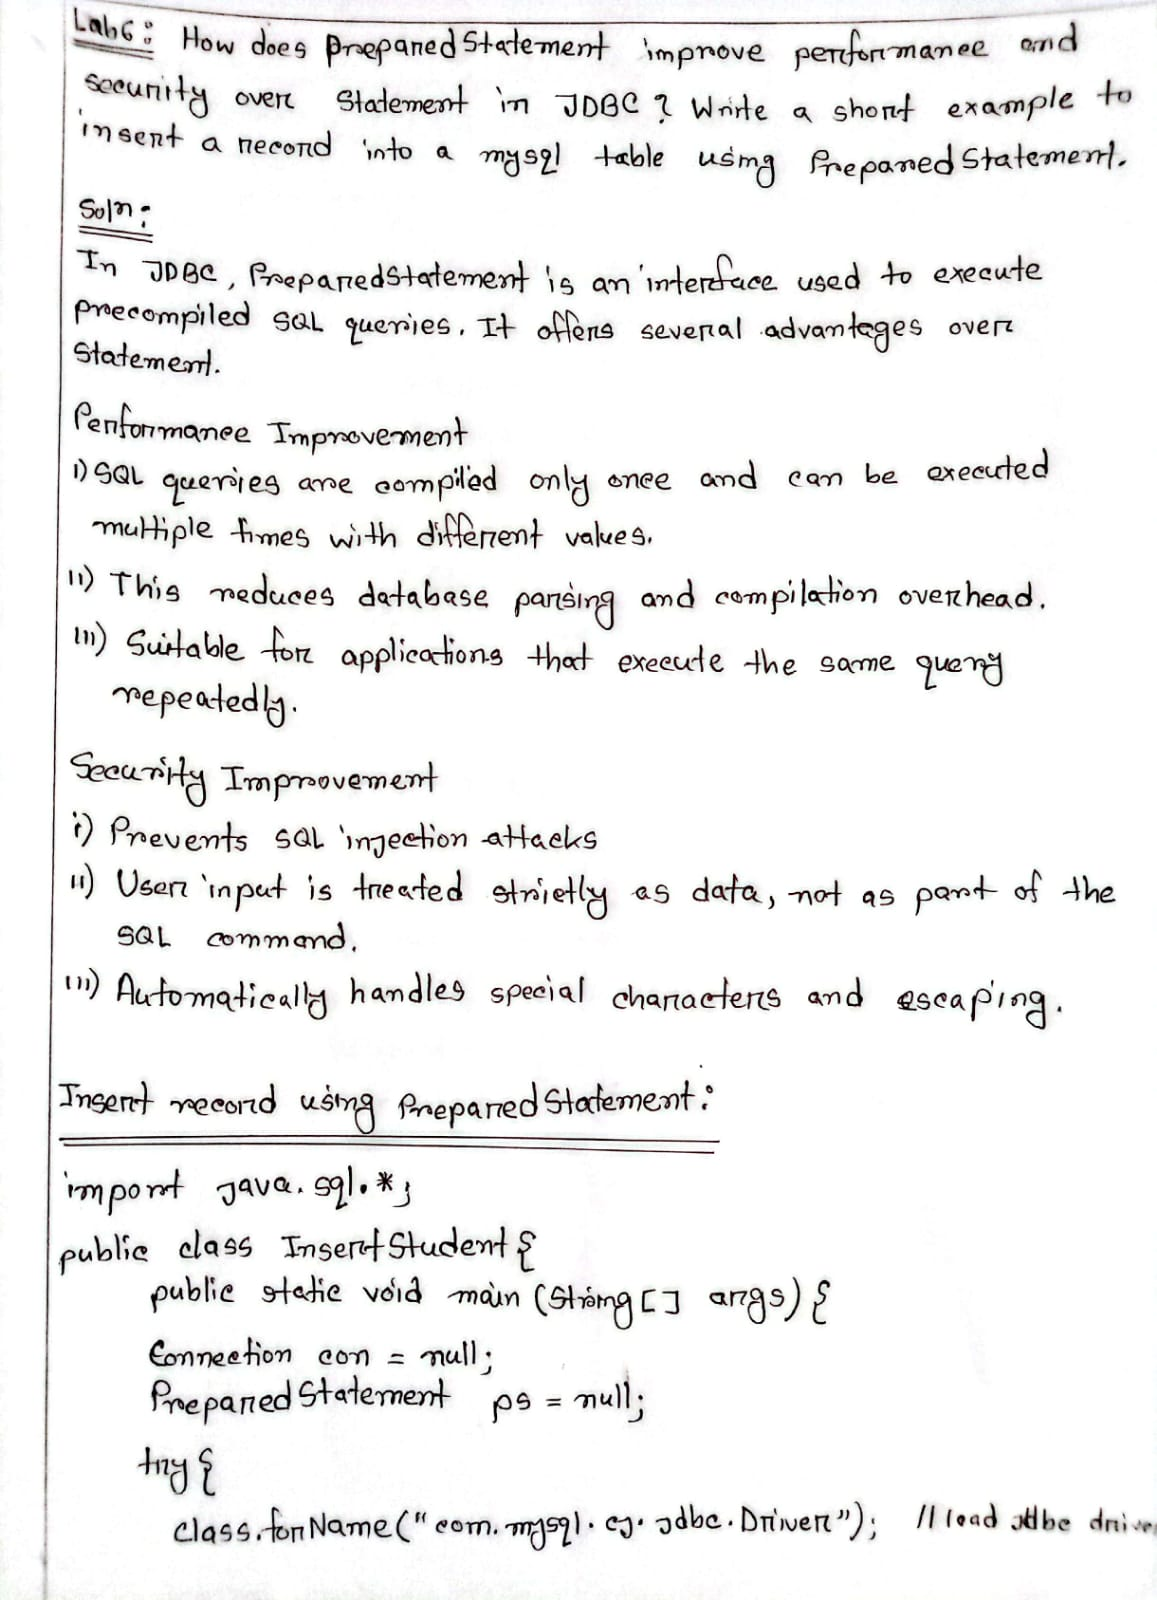 Lab6: How does PreparedStatement improve performance and
security over Statement in JDBC? Write a short example to
insert a record into a mysql table using PreparedStatement.
Soln:
In JDBC, PreparedStatement is an interface used to execute
precompiled SQL queries. It offers several advantages over
Statement.
Performance Improvement
i) SQL queries are compiled only once and can be executed
multiple times with different values.
ii) This reduces database parsing and compilation overhead.
iii) Suitable for applications that execute the same query
repeatedly.
Security Improvement
i) Prevents SQL injection attacks
ii) User input is treated strictly as data, not as part of the
SQL command.
iii) Automatically handles special characters and escaping.
Insert record using PreparedStatement:
import java.sql.*;
public class InsertStudent {
public static void main (String [] args) {
Connection con = null;
PreparedStatement ps = null;
try {
class.forName("com.mysql.cj.jdbc.Driver"); // load jdbc drive